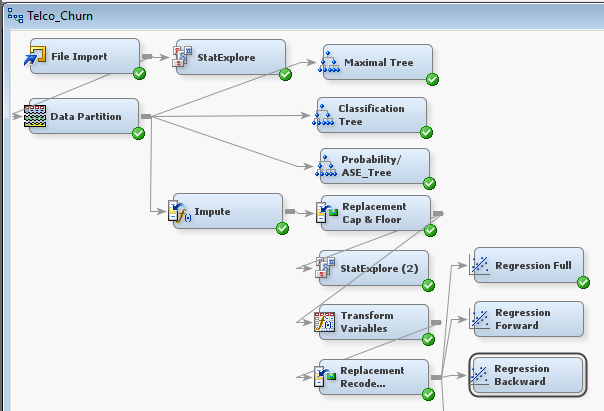 Telco_Churn
File Import
StatExplore
Maximal Tree
Data Partition
Classification
Tree
Probability/
ASE_Tree
Impute
Replacement
Cap & Floor
StatExplore (2)
Regression Full
Transform
Variables
Regression
Forward
Replacement
Recode...
Regression
Backward